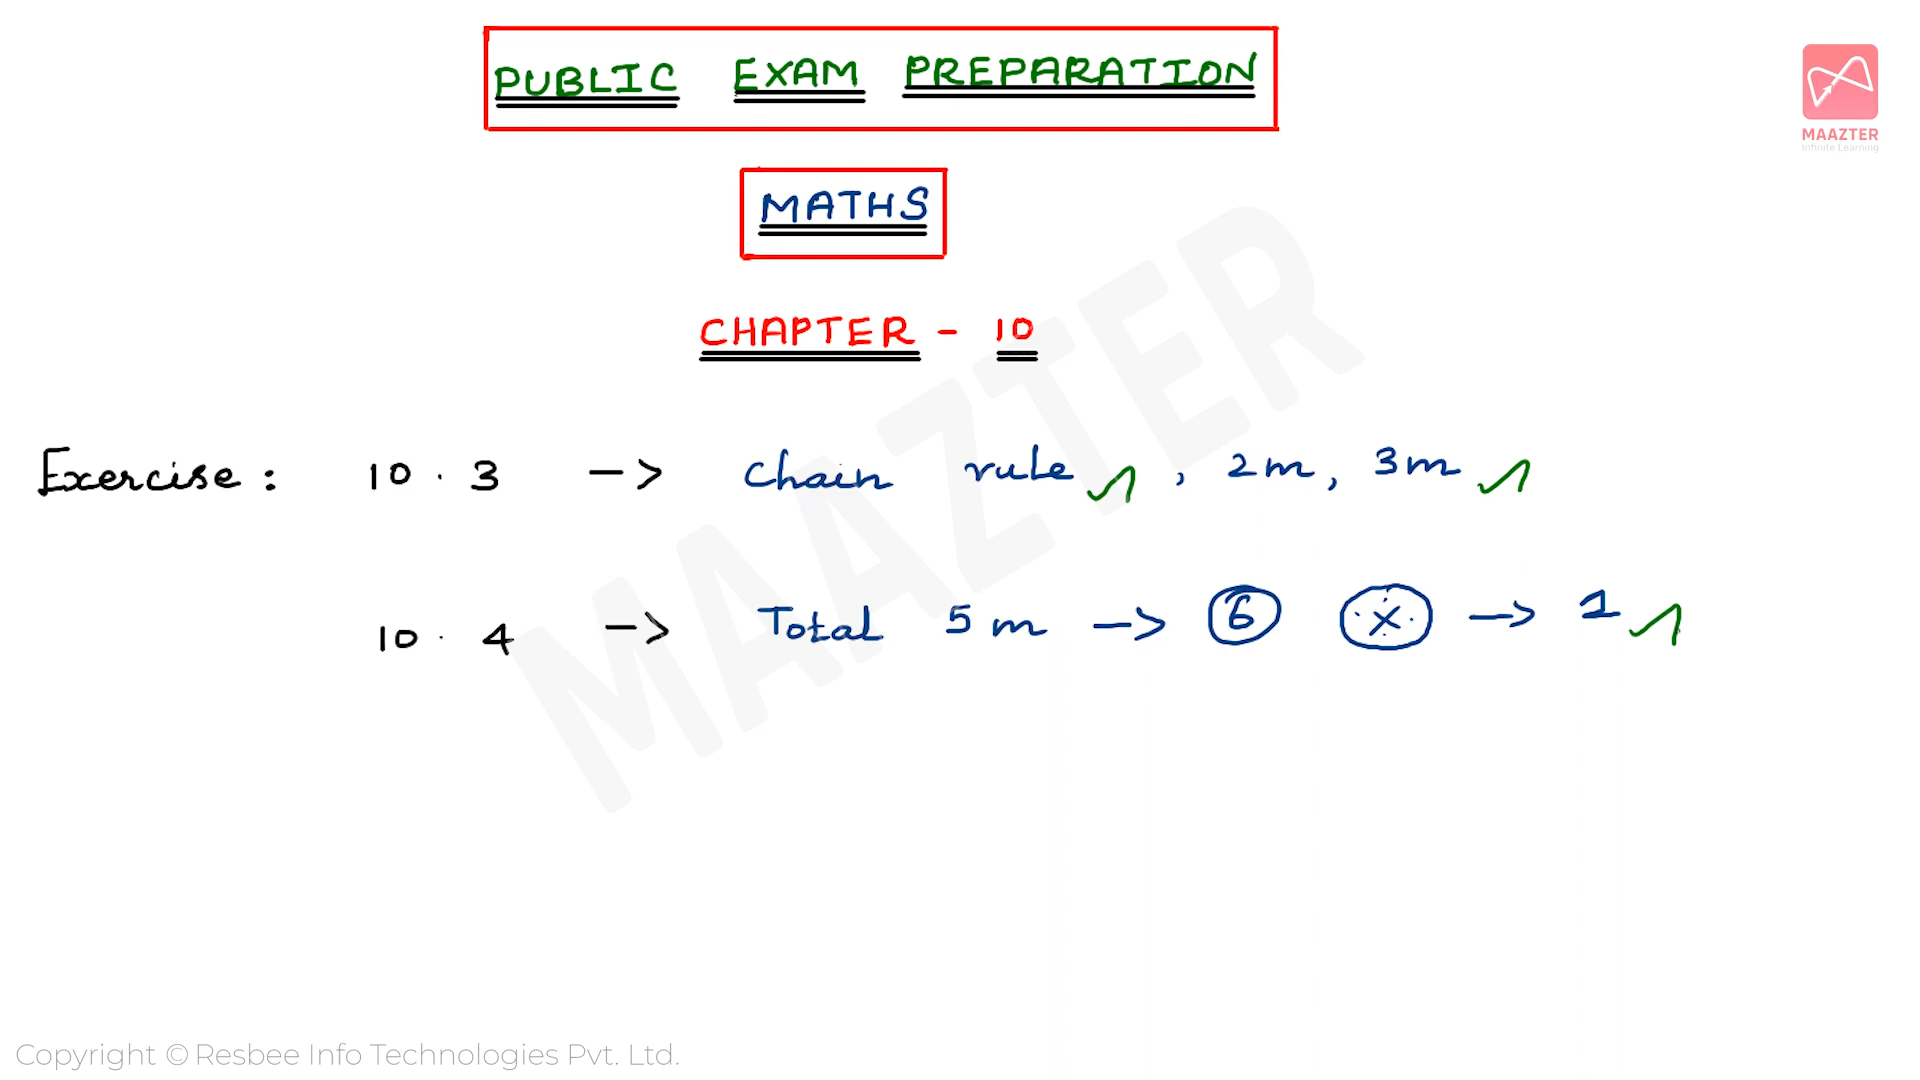 PUBLIC EXAM PREPARATION
MAAZTER
Infinite Learning
MATHS
CHAPTER - 10
Exercise : 10 . 3 -> Chain rule , 2m, 3m
10 . 4 -> Total 5 m -> 6 X -> 1
MAAZTER
Copyright © Resbee Info Technologies Pvt. Ltd.